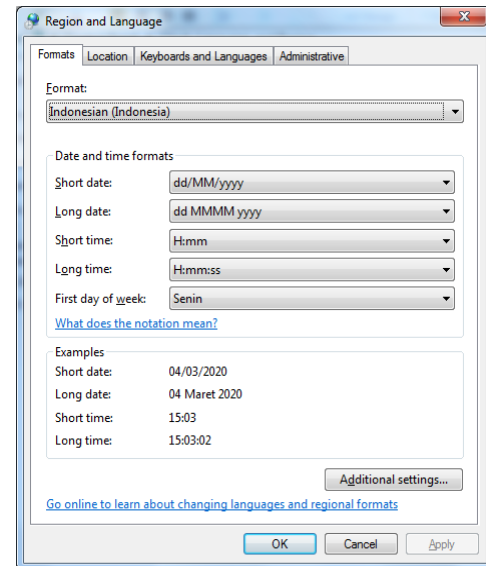 Region and Language
Formats Location Keyboards and Languages Administrative
Format:
Indonesian (Indonesia)
Date and time formats
Short date: dd/MM/yyyy
Long date: dd MMMM yyyy
Short time: H:mm
Long time: H:mm:ss
First day of week: Senin
What does the notation mean?
Examples
Short date: 04/03/2020
Long date: 04 Maret 2020
Short time: 15:03
Long time: 15:03:02
Additional settings...
Go online to learn about changing languages and regional formats
OK Cancel Apply